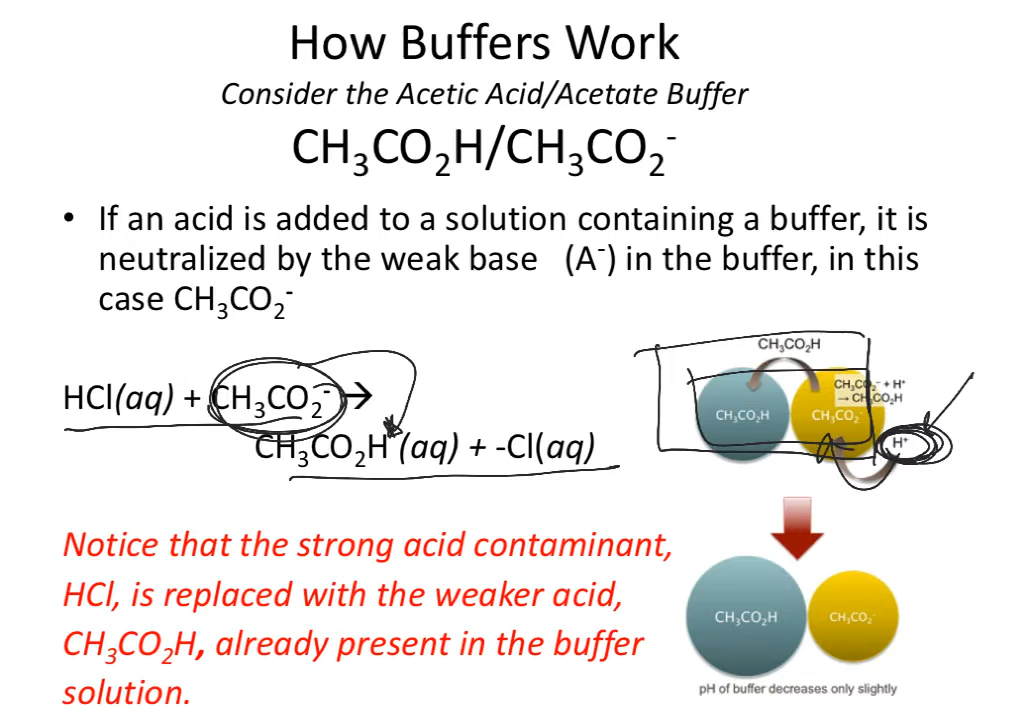 How Buffers Work
Consider the Acetic Acid/Acetate Buffer
CH₃CO₂H/CH₃CO₂⁻
• If an acid is added to a solution containing a buffer, it is
neutralized by the weak base (A⁻) in the buffer, in this
case CH₃CO₂⁻
HCl(aq) + CH₃CO₂⁻ →
CH₃CO₂H (aq) + -Cl(aq)
Notice that the strong acid contaminant,
HCl, is replaced with the weaker acid,
CH₃CO₂H, already present in the buffer
solution.
CH₃CO₂H
CH₃CO₂⁻ + H⁺
→ CH₃CO₂H
CH₃CO₂H
CH₃CO₂⁻
H⁺
CH₃CO₂H
CH₃CO₂⁻
pH of buffer decreases only slightly